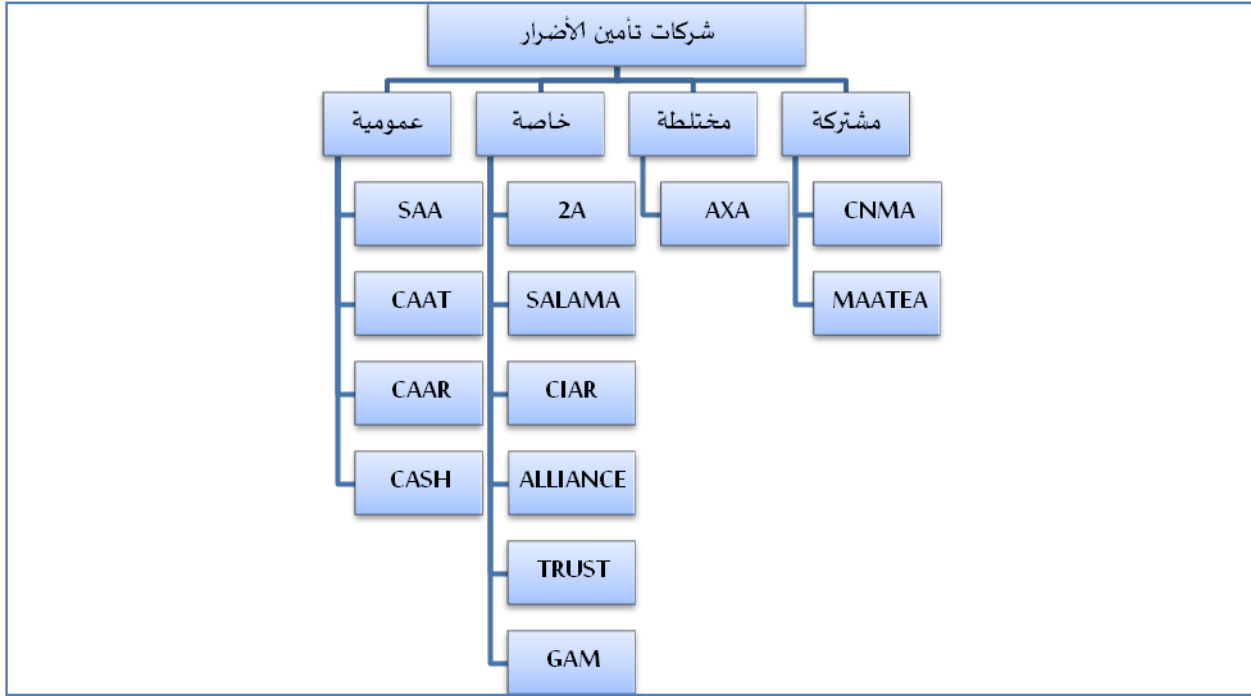 شركات تأمين الأضرار
مشتركة
مختلطة
خاصة
عمومية
CNMA
AXA
2A
SAA
MAATEA
SALAMA
CAAT
CIAR
CAAR
ALLIANCE
CASH
TRUST
GAM